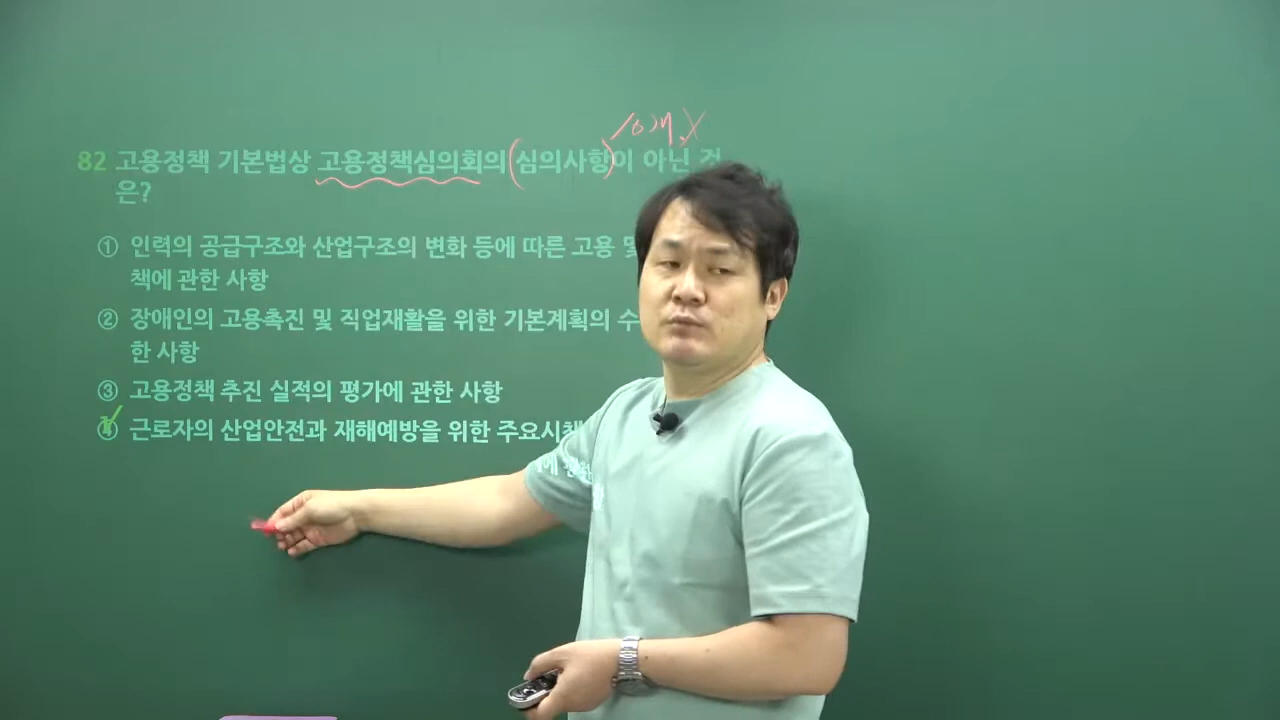 10개 X
82 고용정책 기본법상 고용정책심의회의 (심의사항)이 아닌 것
은?
① 인력의 공급구조와 산업구조의 변화 등에 따른 고용 및
책에 관한 사항
② 장애인의 고용촉진 및 직업재활을 위한 기본계획의 수
한 사항
③ 고용정책 추진 실적의 평가에 관한 사항
④ 근로자의 산업안전과 재해예방을 위한 주요시책